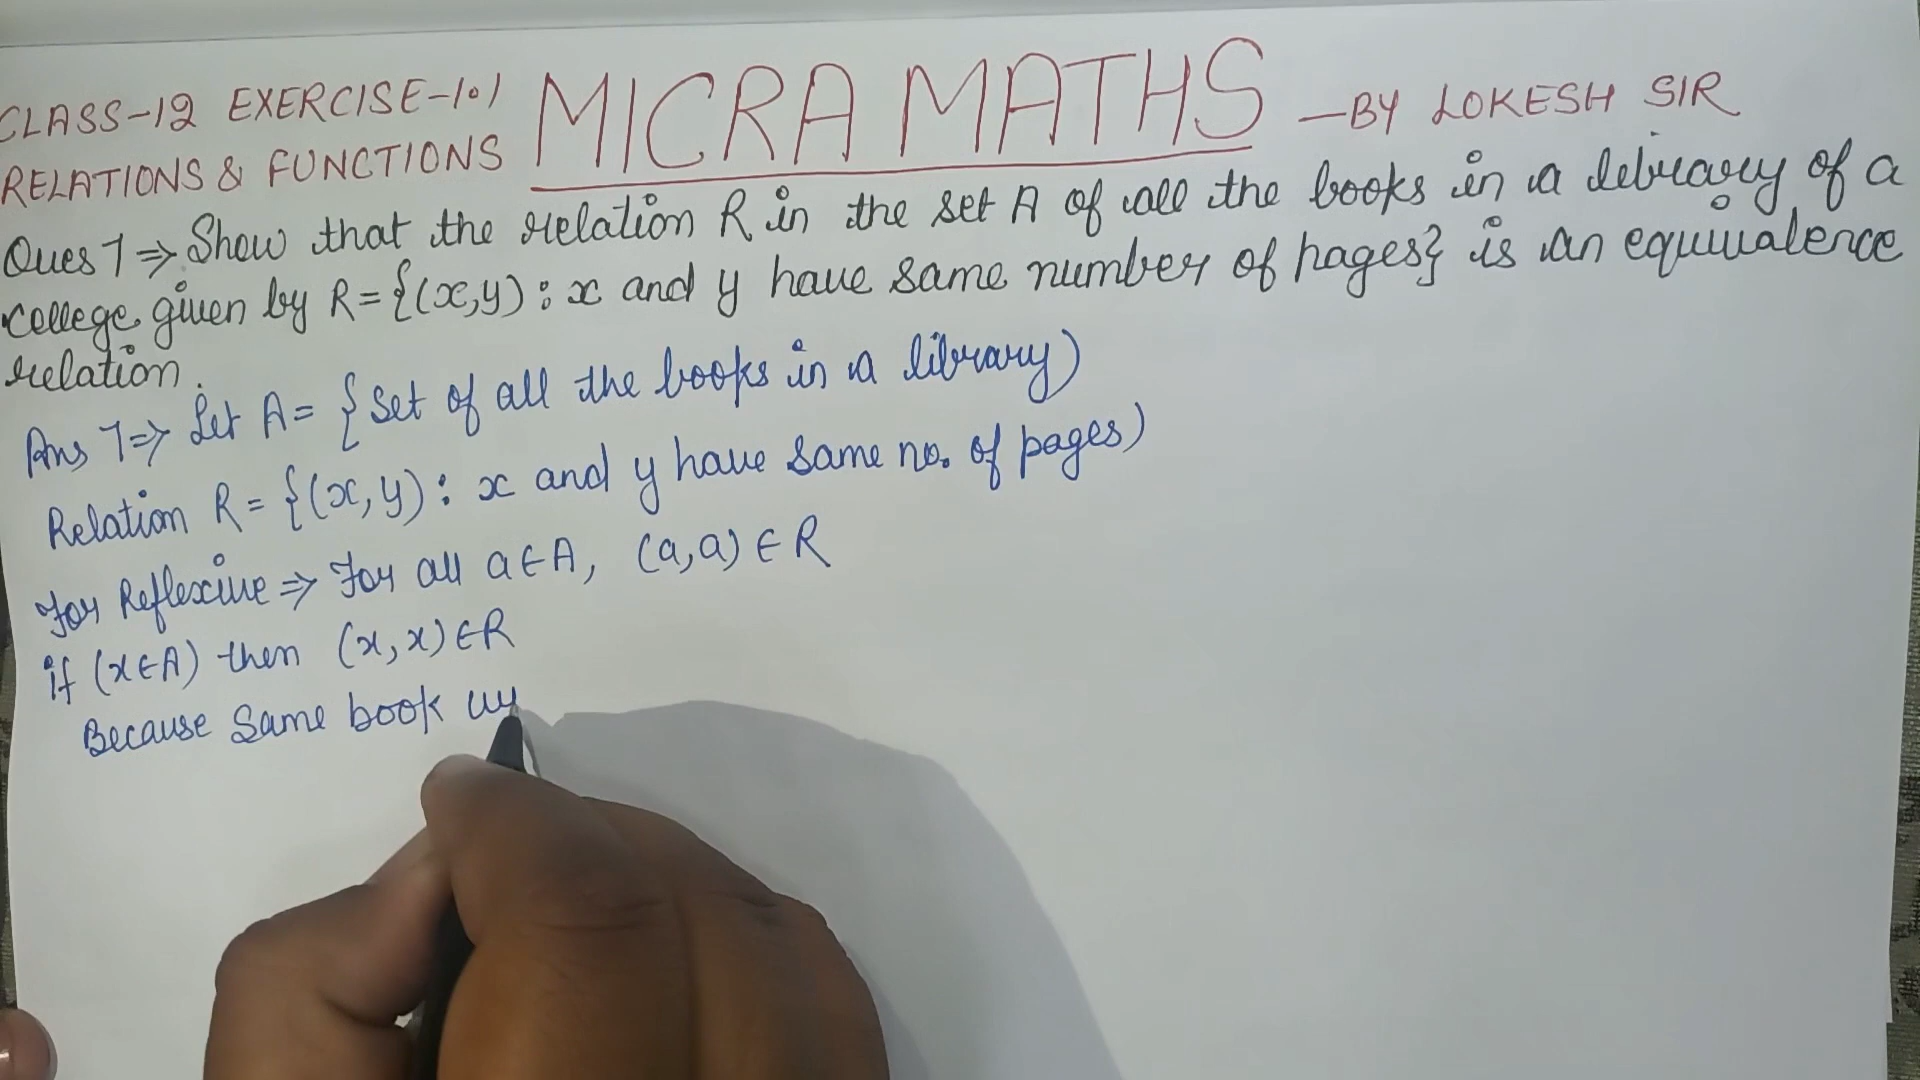 CLASS-12 EXERCISE-1.1 MICRA MATHS -BY LOKESH SIR
RELATIONS & FUNCTIONS
Ques 7 ⇒ Show that the relation R in the set A of all the books in a library of a
college given by R = {(x,y) : x and y have same number of pages} is an equivalence
relation.
Ans 7 ⇒ Let A = {Set of all the books in a library)
Relation R = {(x,y) : x and y have same no. of pages)
For Reflexive ⇒ For all a∈A, (a,a) ∈ R
if (x∈A) then (x,x) ∈R
Because Same book